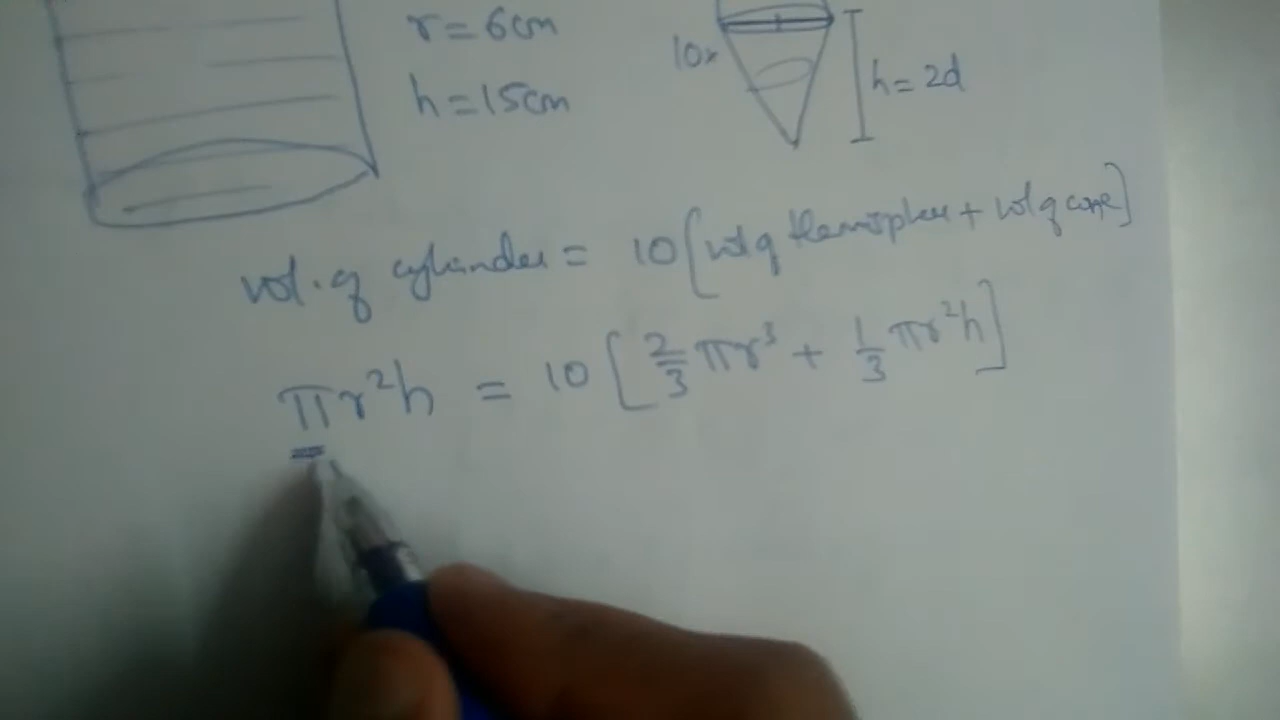 r = 6cm
h = 15cm
10x
h = 2d
vol. of cylinder = 10[vol of Hemisphere + vol of cone]
πr²h = 10[2/3 πr³ + 1/3 πr²h]